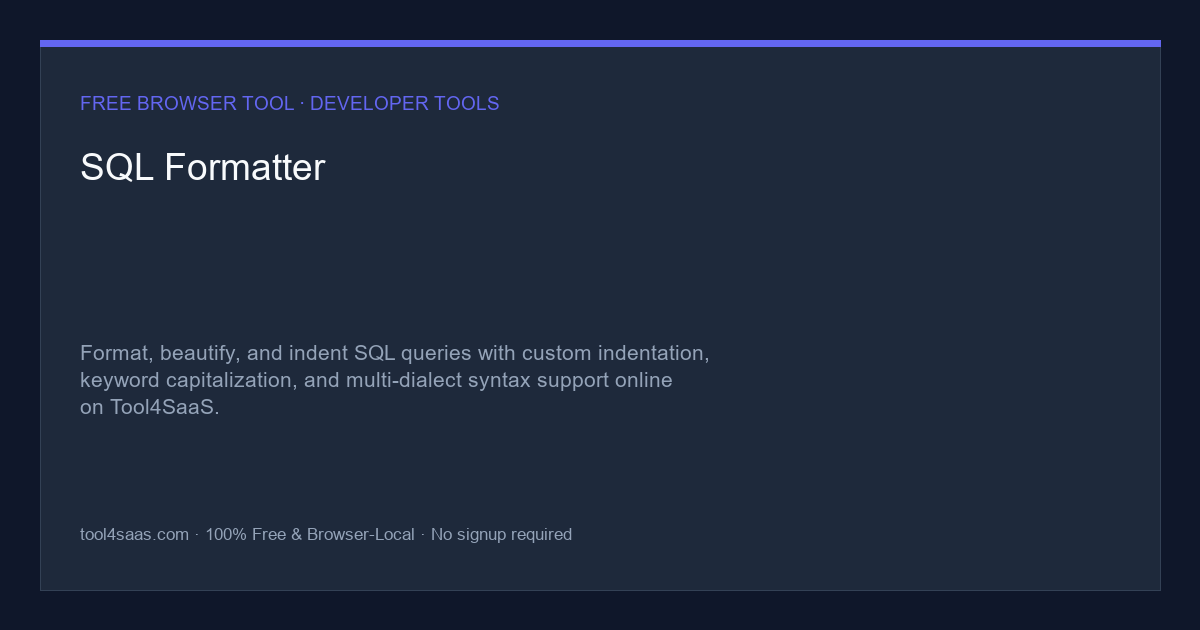 FREE BROWSER TOOL · DEVELOPER TOOLS
SQL Formatter
Format, beautify, and indent SQL queries with custom indentation,
keyword capitalization, and multi-dialect syntax support online
on Tool4SaaS.
tool4saas.com · 100% Free & Browser-Local · No signup required